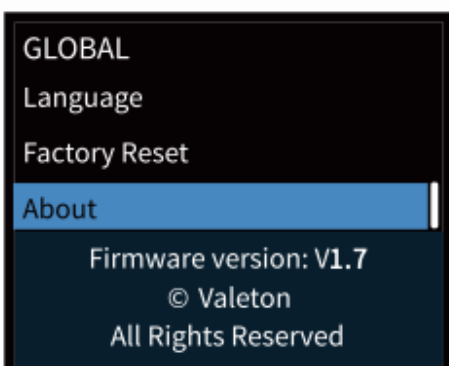 GLOBAL
Language
Factory Reset
About
Firmware version: V1.7
© Valeton
All Rights Reserved